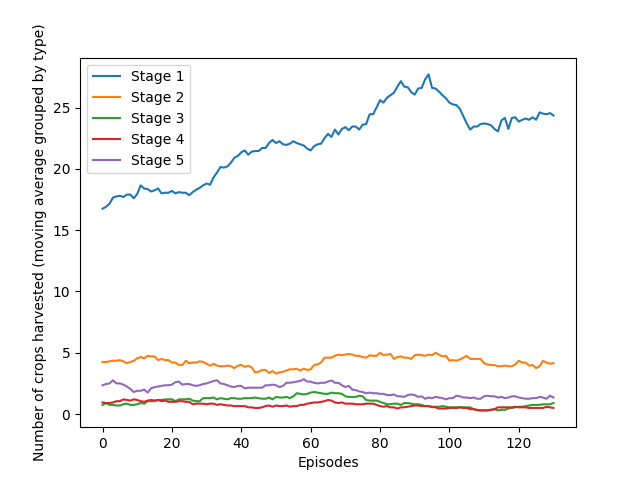 Number of crops harvested (moving average grouped by type)
Stage 1
Stage 2
Stage 3
Stage 4
Stage 5
25
20
15
10
5
0
0 20 40 60 80 100 120
Episodes